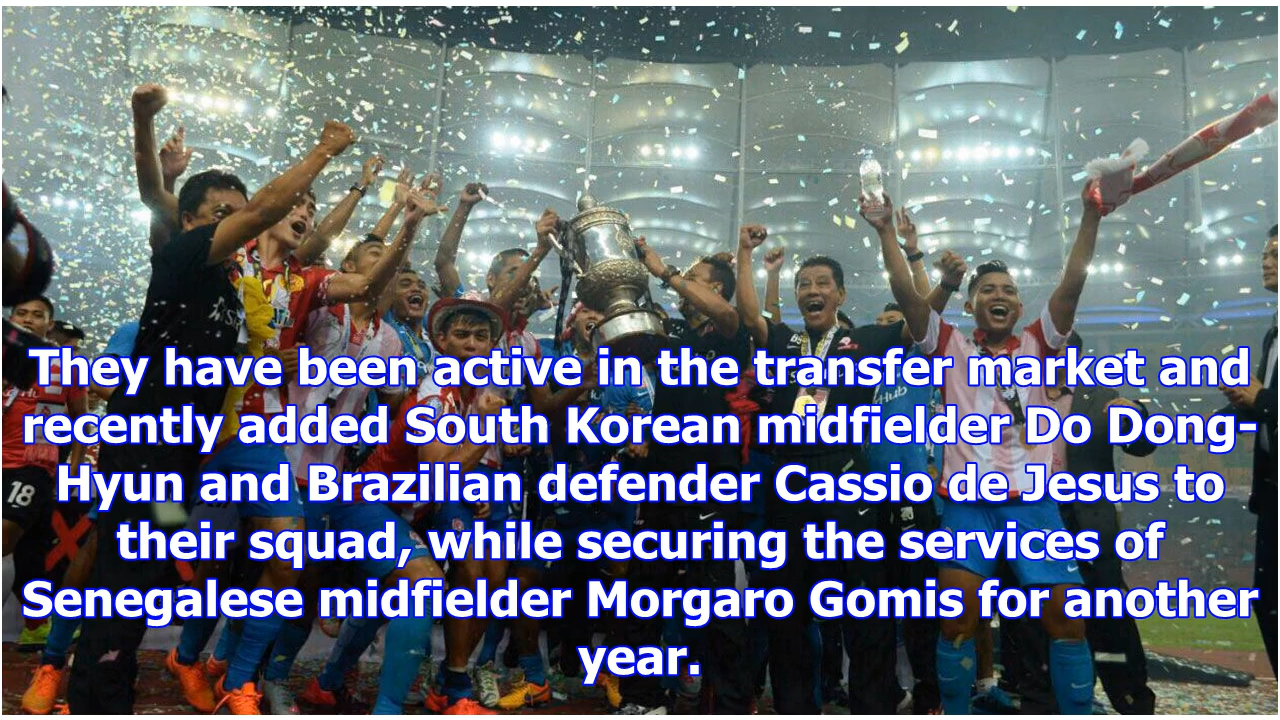 They have been active in the transfer market and
recently added South Korean midfielder Do Dong-
Hyun and Brazilian defender Cassio de Jesus to
their squad, while securing the services of
Senegalese midfielder Morgaro Gomis for another
year.
18